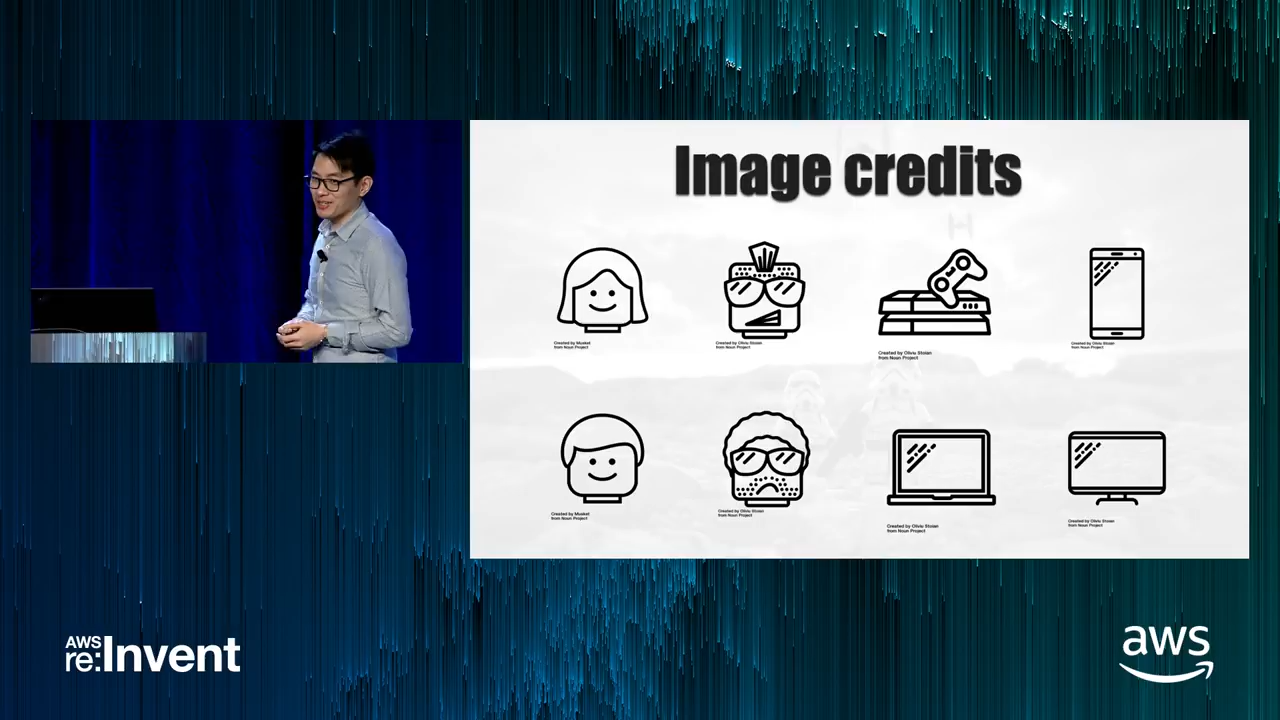 Image credits
Created by Musket
from Noun Project
Created by Oliviu Stoian
from Noun Project
Created by Oliviu Stoian
from Noun Project
Created by Oliviu Stoian
from Noun Project
Created by Musket
from Noun Project
Created by Oliviu Stoian
from Noun Project
Created by Oliviu Stoian
from Noun Project
Created by Oliviu Stoian
from Noun Project
AWS
re:Invent
aws